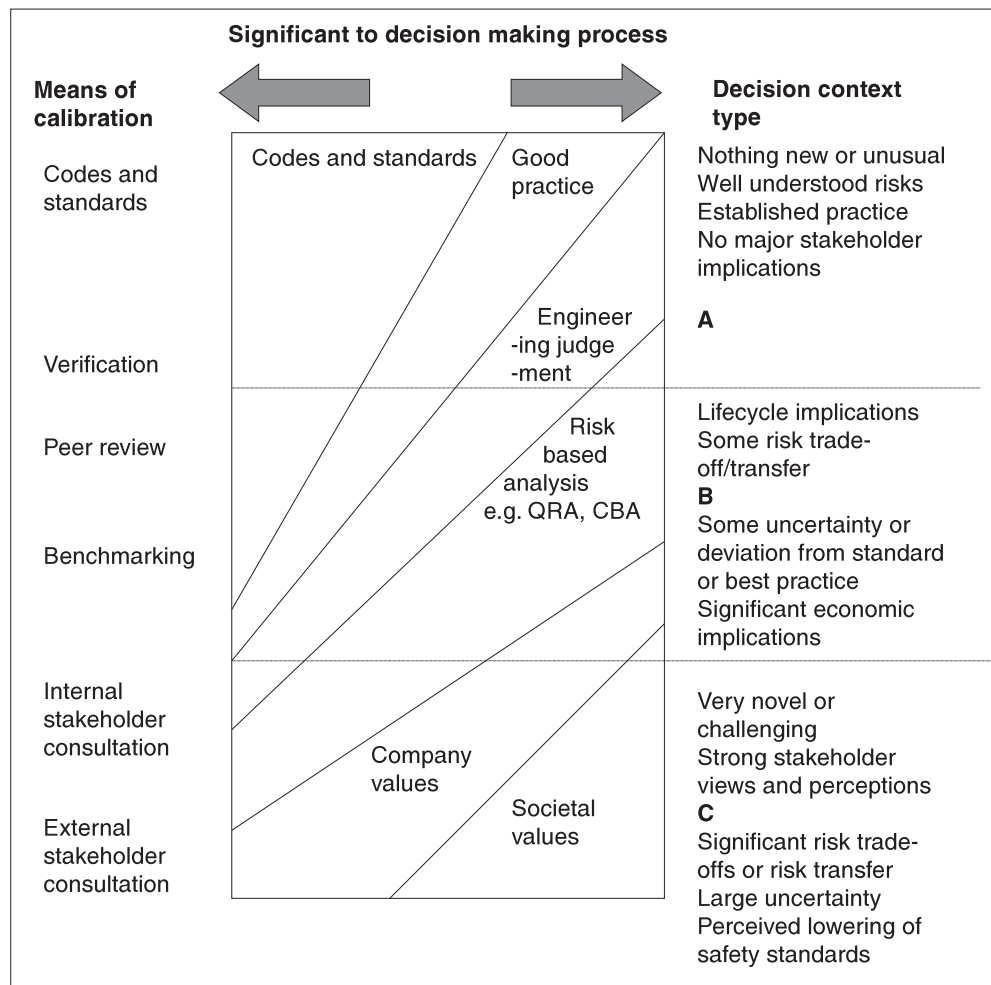 Significant to decision making process
Means of
calibration
Decision context
type
Codes and
standards
Verification
Peer review
Benchmarking
Internal
stakeholder
consultation
External
stakeholder
consultation
Codes and standards
Good
practice
Engineer
-ing judge
-ment
Risk
based
analysis
e.g. QRA, CBA
Company
values
Societal
values
Nothing new or unusual
Well understood risks
Established practice
No major stakeholder
implications
A
Lifecycle implications
Some risk trade-
off/transfer
B
Some uncertainty or
deviation from standard
or best practice
Significant economic
implications
Very novel or
challenging
Strong stakeholder
views and perceptions
C
Significant risk trade-
offs or risk transfer
Large uncertainty
Perceived lowering of
safety standards